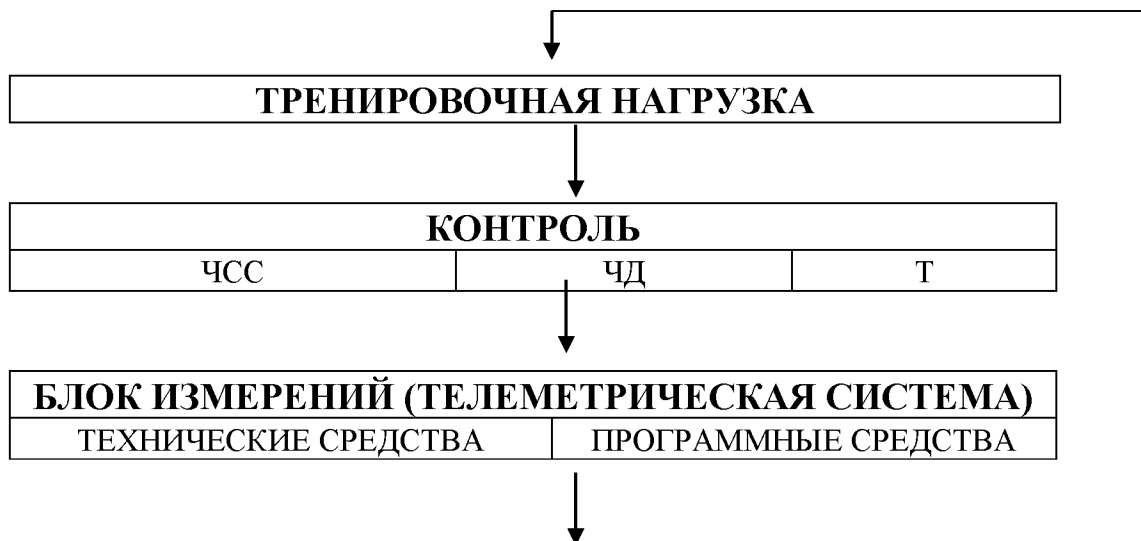 ТРЕНИРОВОЧНАЯ НАГРУЗКА
КОНТРОЛЬ
ЧСС ЧД Т
БЛОК ИЗМЕРЕНИЙ (ТЕЛЕМЕТРИЧЕСКАЯ СИСТЕМА)
ТЕХНИЧЕСКИЕ СРЕДСТВА ПРОГРАММНЫЕ СРЕДСТВА